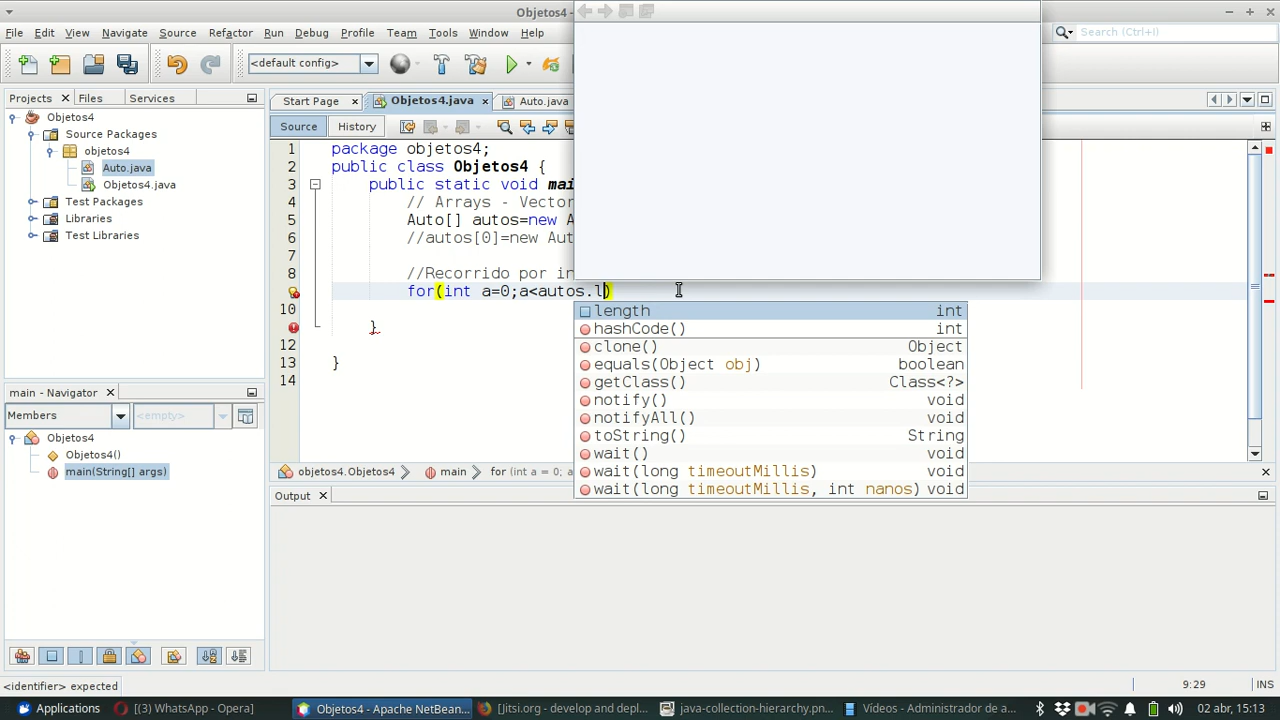 Objetos4 -
File Edit View Navigate Source Refactor Run Debug Profile Team Tools Window Help
Search (Ctrl+I)
<default config>
Projects Files Services
Start Page Objetos4.java Auto.java
Source History
Objetos4
Source Packages
objetos4
Auto.java
Objetos4.java
Test Packages
Libraries
Test Libraries
1 package objetos4;
2 public class Objetos4 {
3 public static void mai
4 // Arrays - Vector
5 Auto[] autos=new A
6 //autos[0]=new Aut
7
8 //Recorrido por in
for(int a=0;a<autos.l)
10
}
12
13 }
14
length int
hashCode() int
clone() Object
equals(Object obj) boolean
getClass() Class<?>
notify() void
notifyAll() void
toString() String
wait() void
wait(long timeoutMillis) void
wait(long timeoutMillis, int nanos) void
main - Navigator
Members <empty>
Objetos4
Objetos4()
main(String[] args)
objetos4.Objetos4 main for (int a = 0; a
Output
<identifier> expected
9:29 INS
Applications [(3) WhatsApp - Opera] Objetos4 - Apache NetBean... [Jitsi.org - develop and depl... java-collection-hierarchy.pn... Vídeos - Administrador de a... 02 abr, 15:13